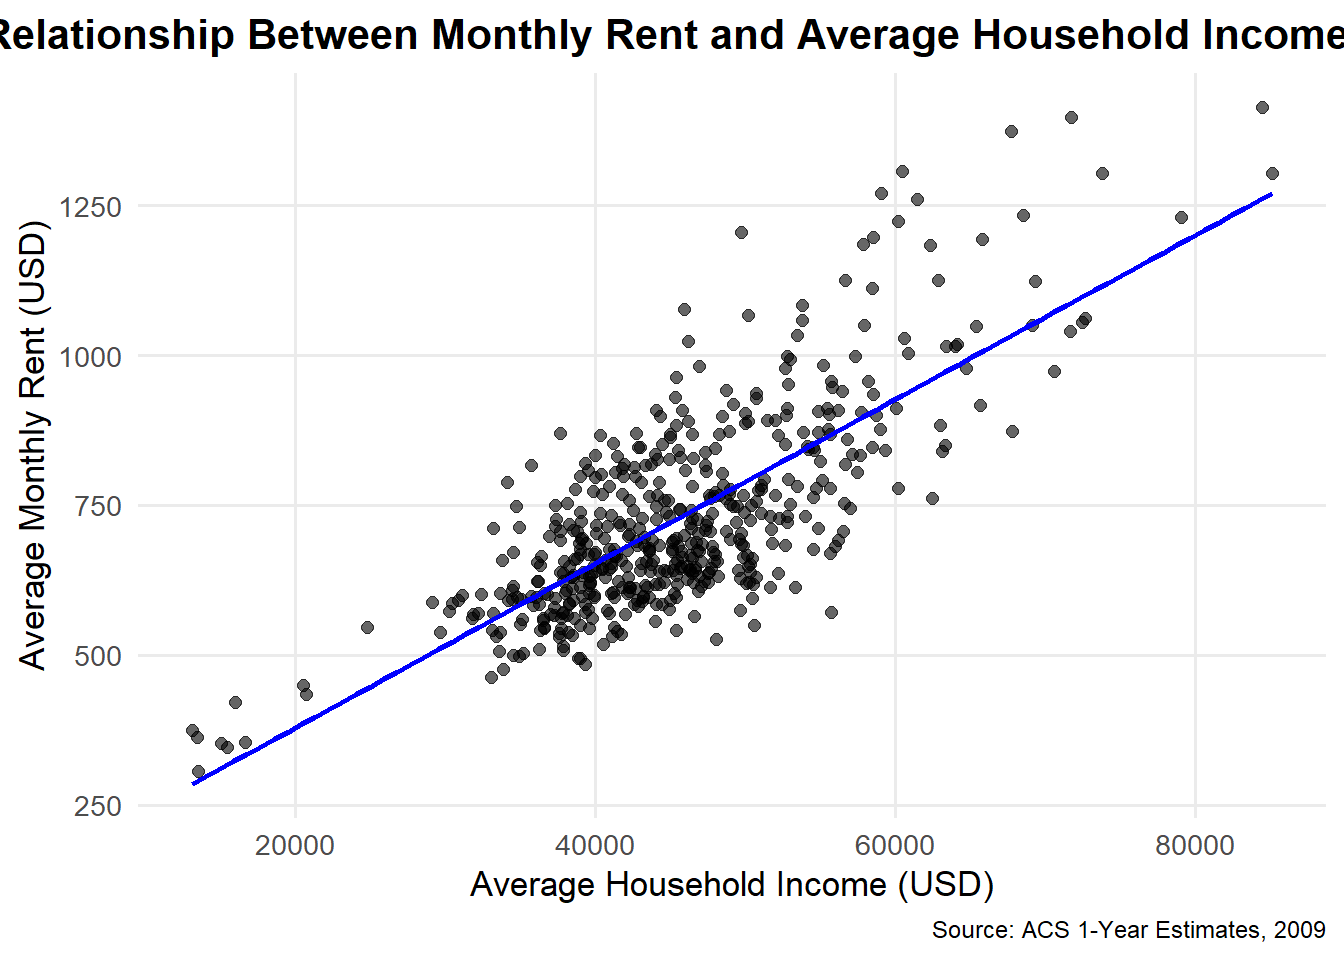 Relationship Between Monthly Rent and Average Household Income
1250
1000
750
500
250
Average Monthly Rent (USD)
20000 40000 60000 80000
Average Household Income (USD)
Source: ACS 1-Year Estimates, 2009